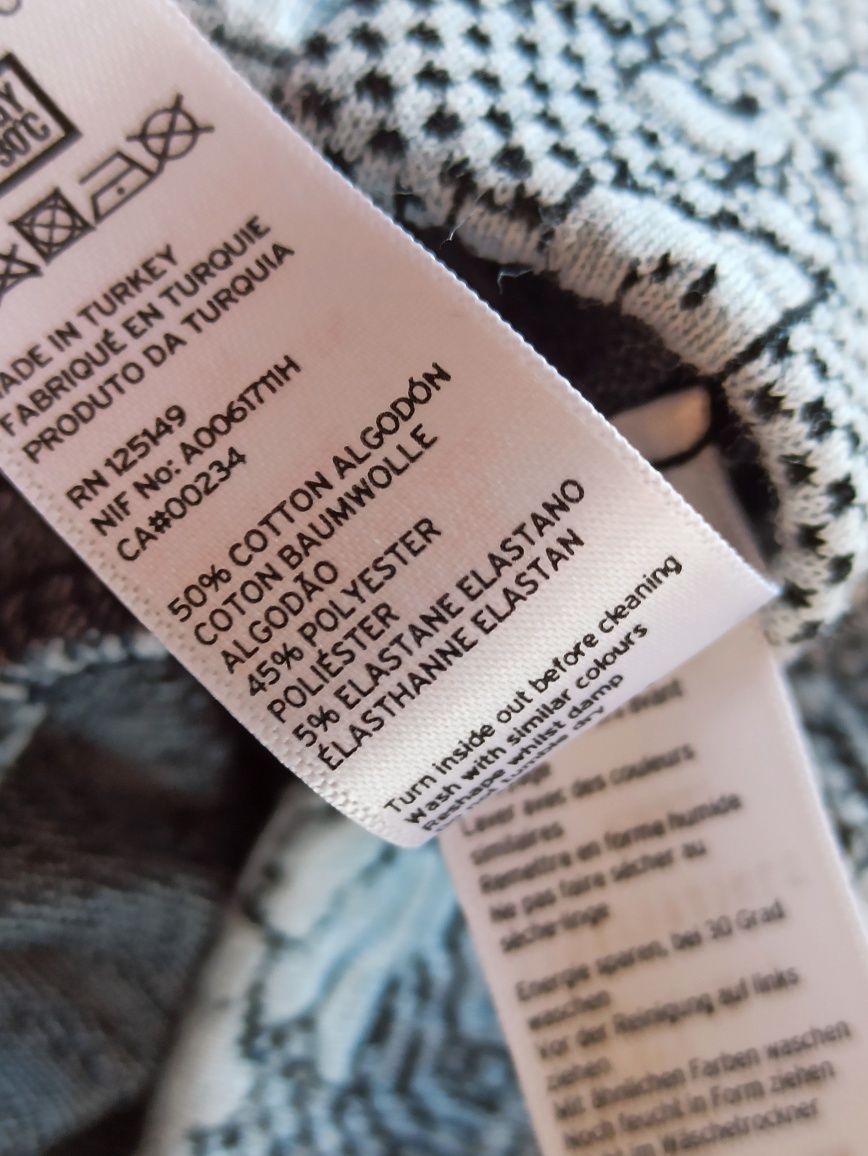 30°C
MADE IN TURKEY
FABRIQUÉ EN TURQUIE
PRODUTO DA TURQUIA
RN 125149
NIF No: A0061711H
CA#00234
50% COTTON ALGODÓN
COTON BAUMWOLLE
ALGODÃO
45% POLYESTER
POLIÉSTER
5% ELASTANE ELASTANO
ÉLASTHANNE ELASTAN
Turn inside out before cleaning
Wash with similar colours
Reshape whilst damp
avant
Laver avec des couleurs
similaires
Remettre en forme humide
Ne pas faire sécher au
sèche-linge
Energie sparen, bei 30 Grad
waschen
Vor der Reinigung auf links
ziehen
Mit ähnlichen Farben waschen
Noch feucht in Form ziehen
im Wäschetrockner